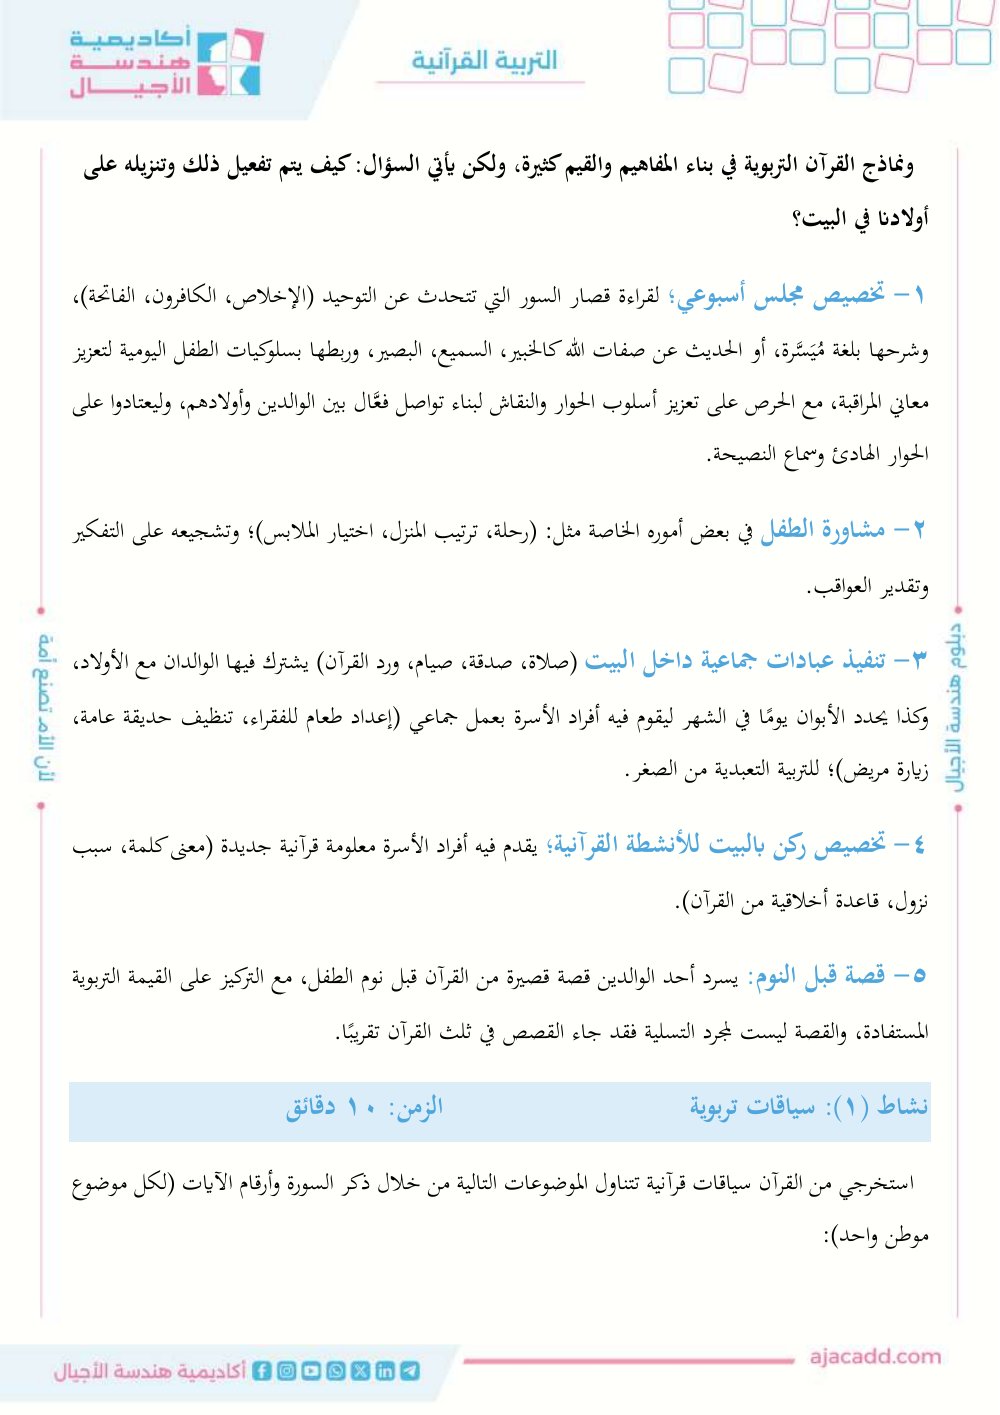 أكاديمية
هندسة
الأجيال
التربية القرآنية
ونماذج القرآن التربوية في بناء المفاهيم والقيم كثيرة، ولكن يأتي السؤال: كيف يتم تفعيل ذلك وتنزيله على
أولادنا في البيت؟
١- تخصيص مجلس أسبوعي؛ لقراءة قصار السور التي تتحدث عن التوحيد (الإخلاص، الكافرون، الفاتحة)،
وشرحها بلغة مُيَسَّرة، أو الحديث عن صفات الله كالخبير، السميع، البصير، وربطها بسلوكيات الطفل اليومية لتعزيز
معاني المراقبة، مع الحرص على تعزيز أسلوب الحوار والنقاش لبناء تواصل فعَّال بين الوالدين وأولادهم، وليعتادوا على
الحوار الهادئ وسماع النصيحة.
٢- مشاورة الطفل في بعض أموره الخاصة مثل: (رحلة، ترتيب المنزل، اختيار الملابس)؛ وتشجيعه على التفكير
وتقدير العواقب.
٣- تنفيذ عبادات جماعية داخل البيت (صلاة، صدقة، صيام، ورد القرآن) يشترك فيها الوالدان مع الأولاد،
وكذا يحدد الأبوان يومًا في الشهر ليقوم فيه أفراد الأسرة بعمل جماعي (إعداد طعام للفقراء، تنظيف حديقة عامة،
زيارة مريض)؛ للتربية التعبدية من الصغر.
٤- تخصيص ركن بالبيت للأنشطة القرآنية؛ يقدم فيه أفراد الأسرة معلومة قرآنية جديدة (معنى كلمة، سبب
نزول، قاعدة أخلاقية من القرآن).
٥- قصة قبل النوم: يسرد أحد الوالدين قصة قصيرة من القرآن قبل نوم الطفل، مع التركيز على القيمة التربوية
المستفادة، والقصة ليست لمجرد التسلية فقد جاء القصص في ثلث القرآن تقريبًا.
نشاط (١): سياقات تربوية الزمن: ١٠ دقائق
استخرجي من القرآن سياقات قرآنية تتناول الموضوعات التالية من خلال ذكر السورة وأرقام الآيات (لكل موضوع
موطن واحد):
دبلوم هندسة الأجيال
لأن الأم تصنع أمة
ajacadd.com
أكاديمية هندسة الأجيال